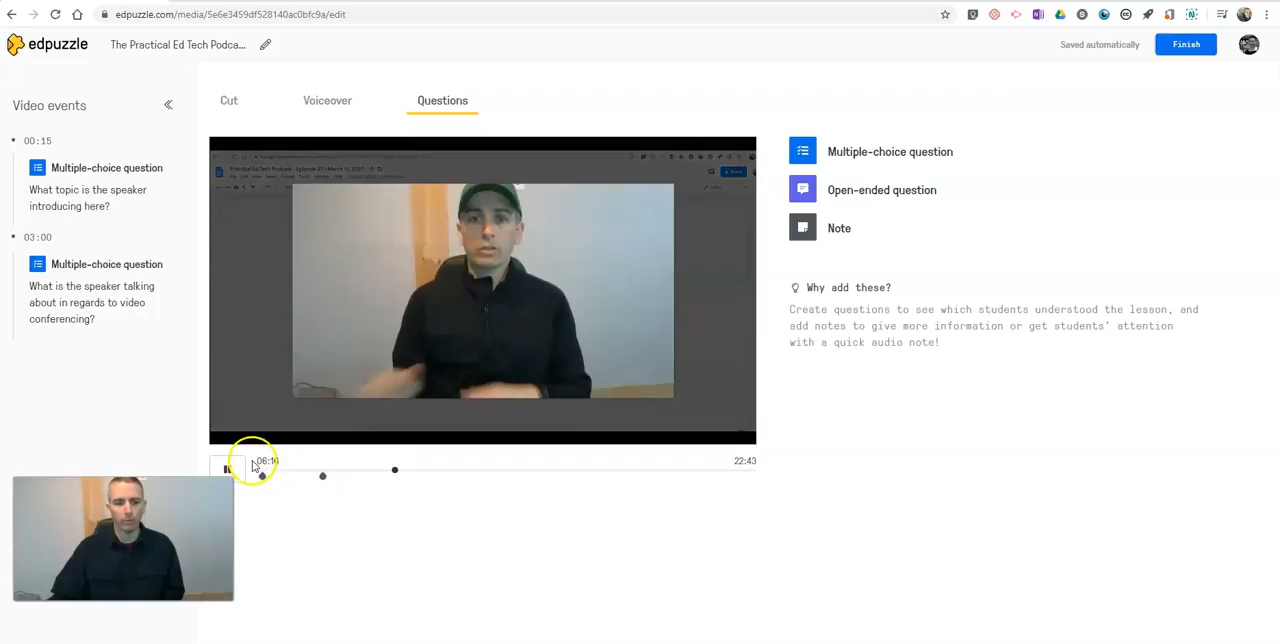 edpuzzle.com/media/5e6e3459df528140ac0bfc9a/edit
edpuzzle
The Practical Ed Tech Podca...
Saved automatically
Finish
Video events
00:15
Multiple-choice question
What topic is the speaker
introducing here?
03:00
Multiple-choice question
What is the speaker talking
about in regards to video
conferencing?
Cut
Voiceover
Questions
06:16
22:43
Multiple-choice question
Open-ended question
Note
Why add these?
Create questions to see which students understood the lesson, and
add notes to give more information or get students' attention
with a quick audio note!